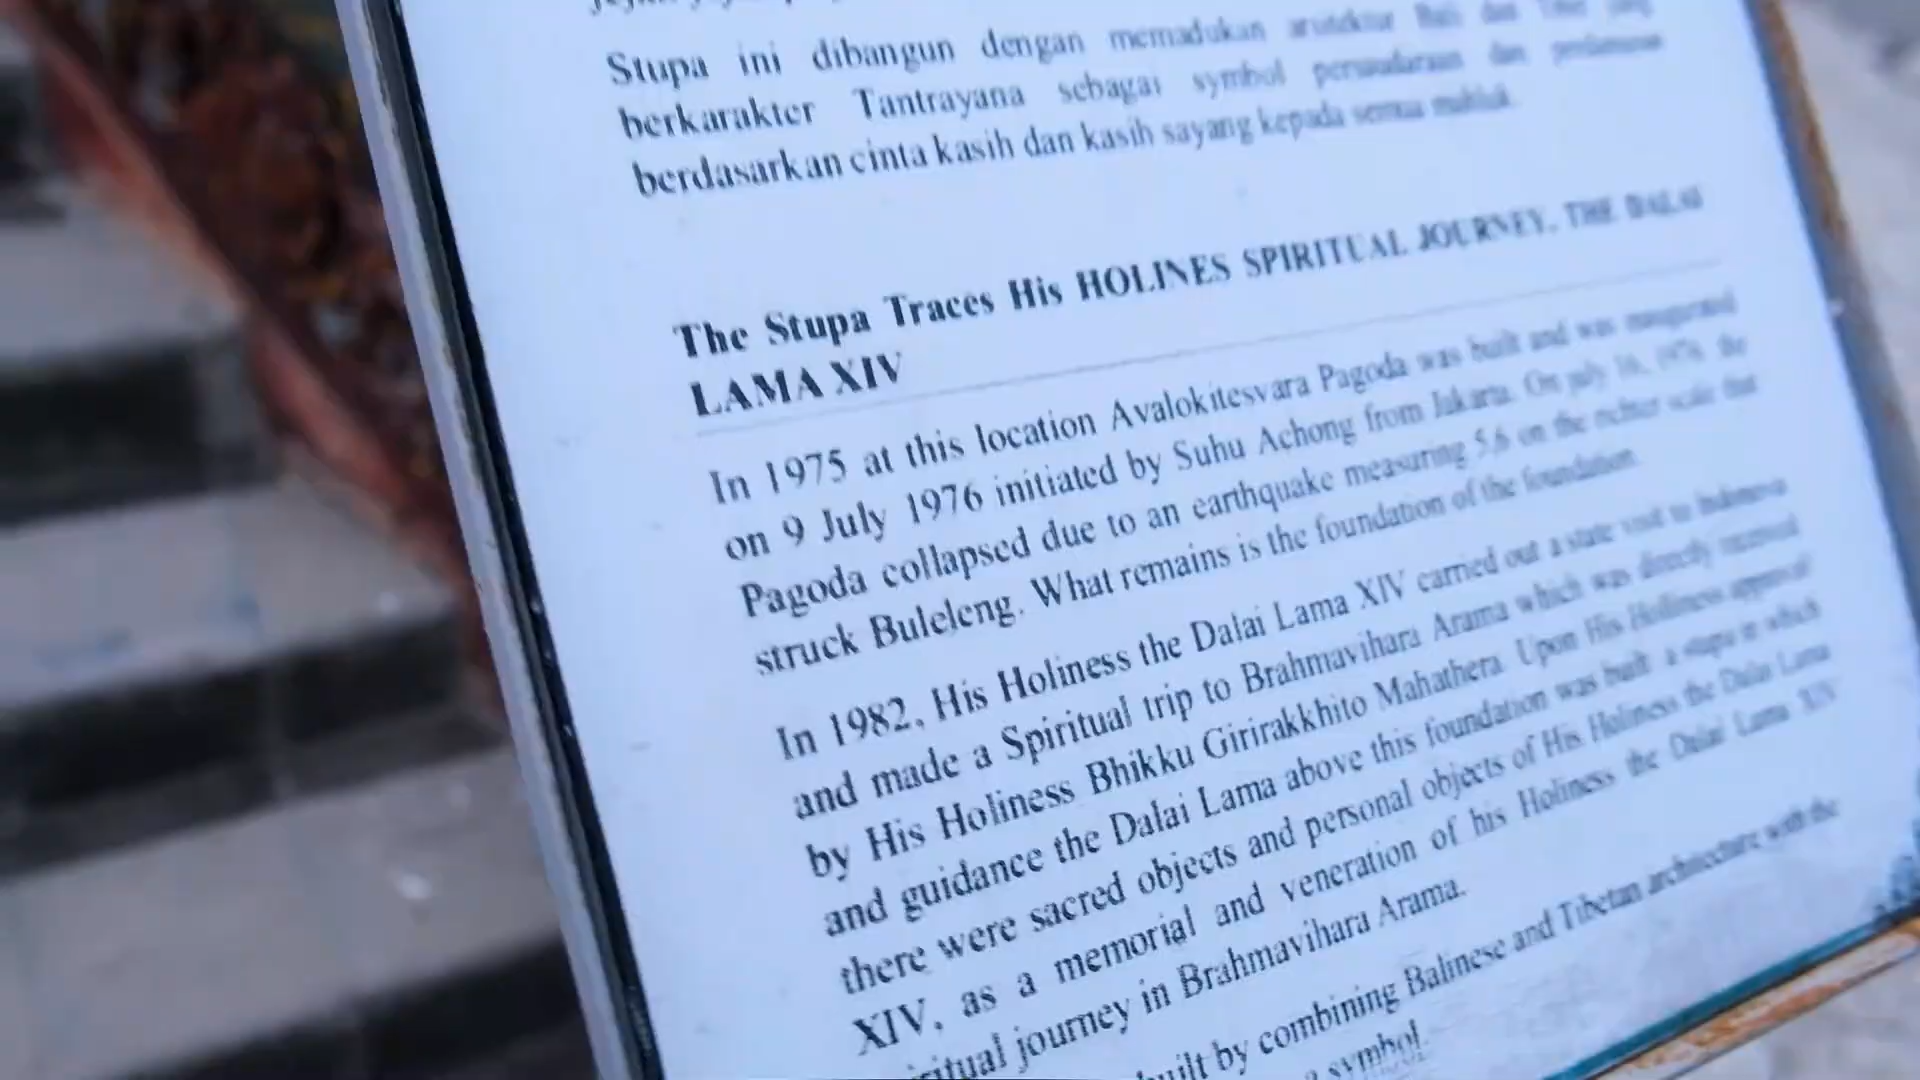 Stupa ini dibangun dengan memadukan arsitektur Bali dan Tibet yang
berkarakter Tantrayana sebagai symbol persaudaraan dan perdamaian
berdasarkan cinta kasih dan kasih sayang kepada semua mahluk.
The Stupa Traces His HOLINES SPIRITUAL JOURNEY, THE DALAI
LAMA XIV
In 1975 at this location Avalokitesvara Pagoda was built and was inaugurated
on 9 July 1976 initiated by Suhu Achong from Jakarta. On july 16, 1976 the
Pagoda collapsed due to an earthquake measuring 5,6 on the richter scale that
struck Buleleng. What remains is the foundation of the foundation.
In 1982, His Holiness the Dalai Lama XIV carried out a state visit to indonesia
and made a Spiritual trip to Brahmavihara Arama which was directly received
by His Holiness Bhikku Girirakkhito Mahathera. Upon His Holliness approval
and guidance the Dalai Lama above this foundation was built a stupa in which
there were sacred objects and personal objects of His Holiness the Dalai Lama
XIV, as a memorial and veneration of his Holiness the Dalai Lama XIV
journey in Brahmavihara Arama.
by combining Balinese and Tibetan architecture with the
symbol.